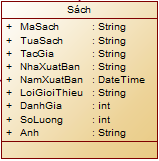 Sách
+ MaSach : String
+ TuaSach : String
+ TacGia : String
+ NhaXuatBan : String
+ NamXuatBan : DateTime
+ LoiGioiThieu : String
+ DanhGia : int
+ SoLuong : int
+ Anh : String